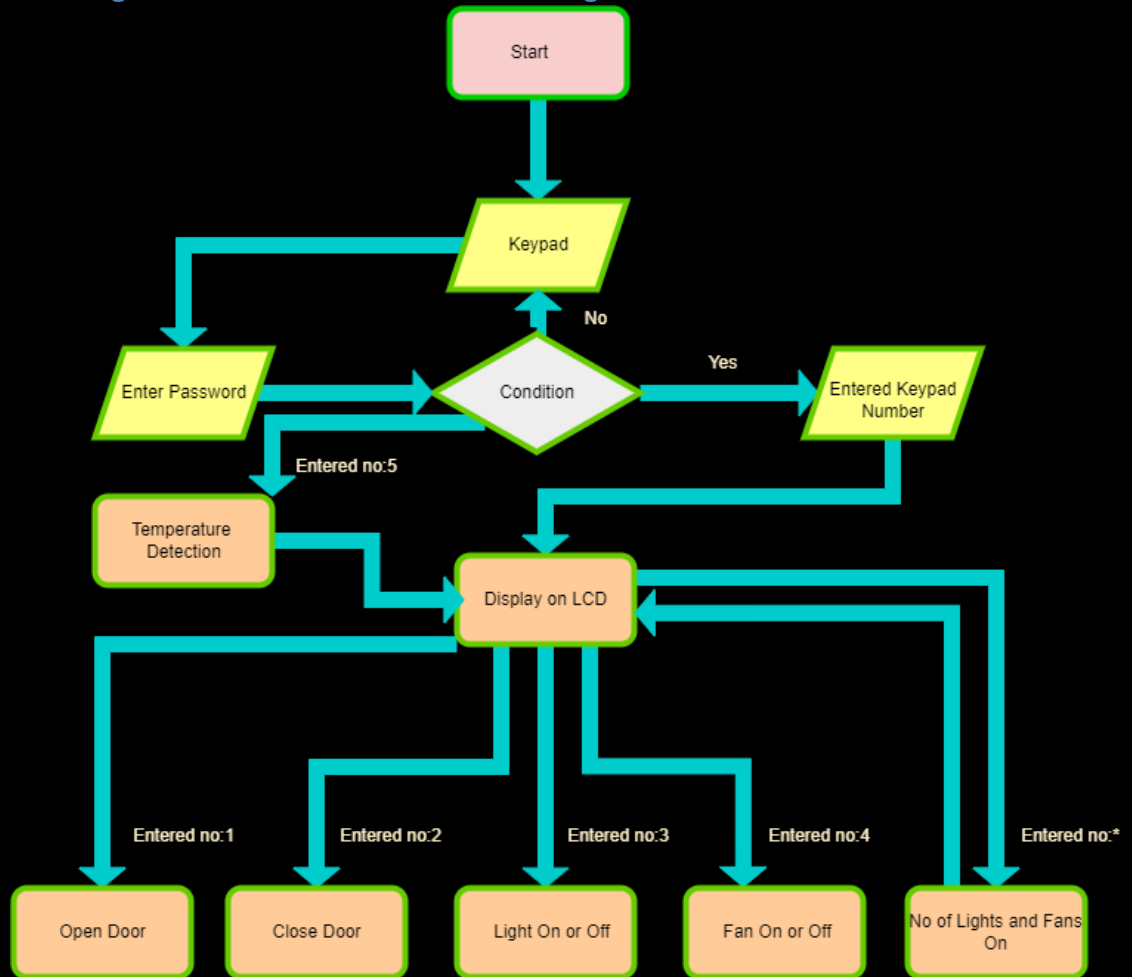 Start
Keypad
No
Yes
Enter Password
Condition
Entered Keypad
Number
Entered no:5
Temperature
Detection
Display on LCD
Entered no:1
Entered no:2
Entered no:3
Entered no:4
Entered no:*
Open Door
Close Door
Light On or Off
Fan On or Off
No of Lights and Fans
On